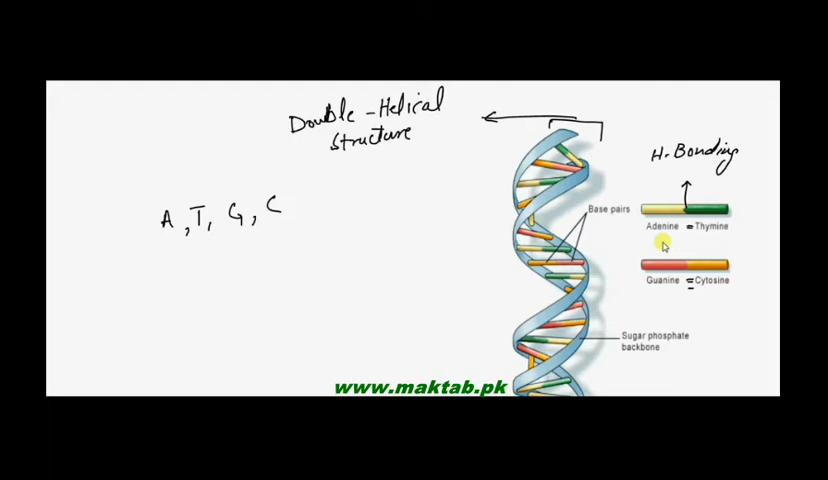 Double-Helical
Structure
H-Bonding
A, T, G, C
Base pairs
Adenine = Thymine
Guanine ≡ Cytosine
Sugar phosphate
backbone
www.maktab.pk